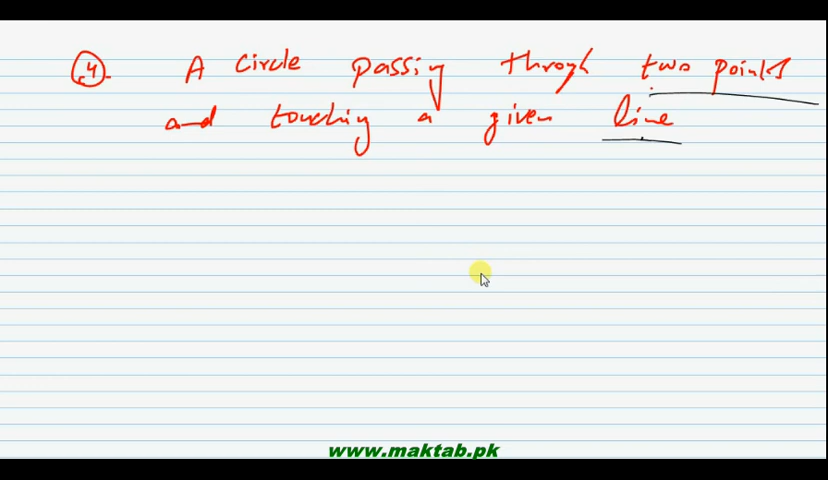 4. A circle passing through two points
and touching a given line
www.maktab.pk